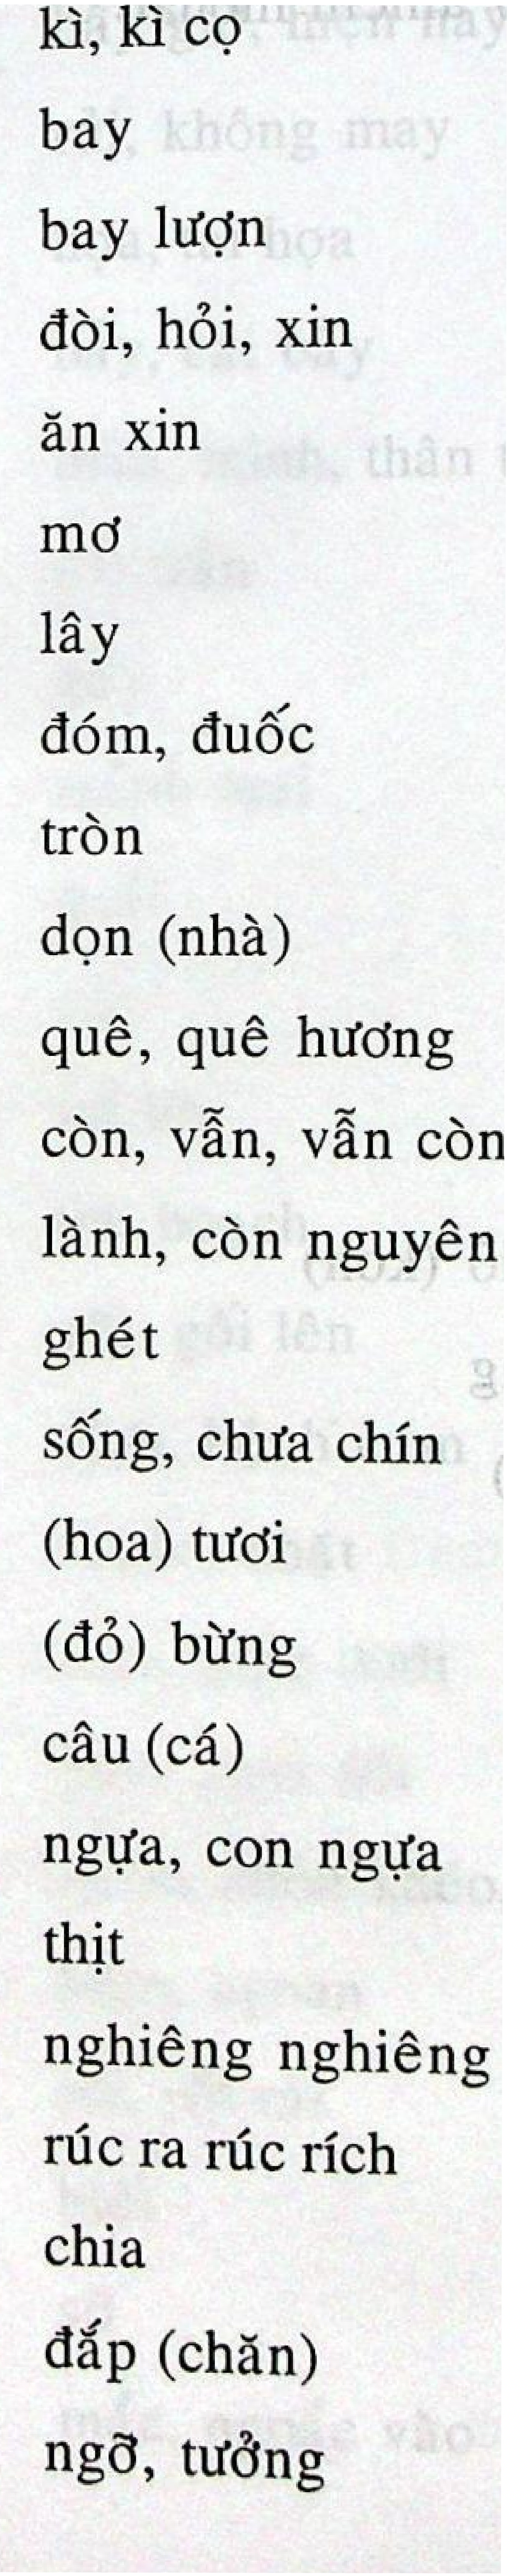 kì, kì cọ
bay
bay lượn
đòi, hỏi, xin
ăn xin
mơ
lây
đóm, đuốc
tròn
dọn (nhà)
quê, quê hương
còn, vẫn, vẫn còn
lành, còn nguyên
ghét
sống, chưa chín
(hoa) tươi
(đỏ) bừng
câu (cá)
ngựa, con ngựa
thịt
nghiêng nghiêng
rúc ra rúc rích
chia
đắp (chăn)
ngỡ, tưởng